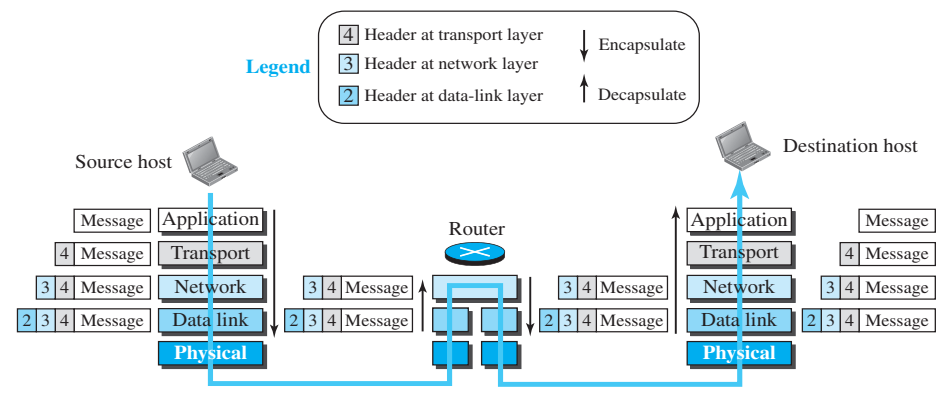 Legend
4 Header at transport layer
3 Header at network layer
2 Header at data-link layer
Encapsulate
Decapsulate
Source host
Destination host
Router
Message Application
4 Message Transport
3 4 Message Network
2 3 4 Message Data link
Physical
3 4 Message
2 3 4 Message
3 4 Message
2 3 4 Message
Application Message
Transport 4 Message
Network 3 4 Message
Data link 2 3 4 Message
Physical